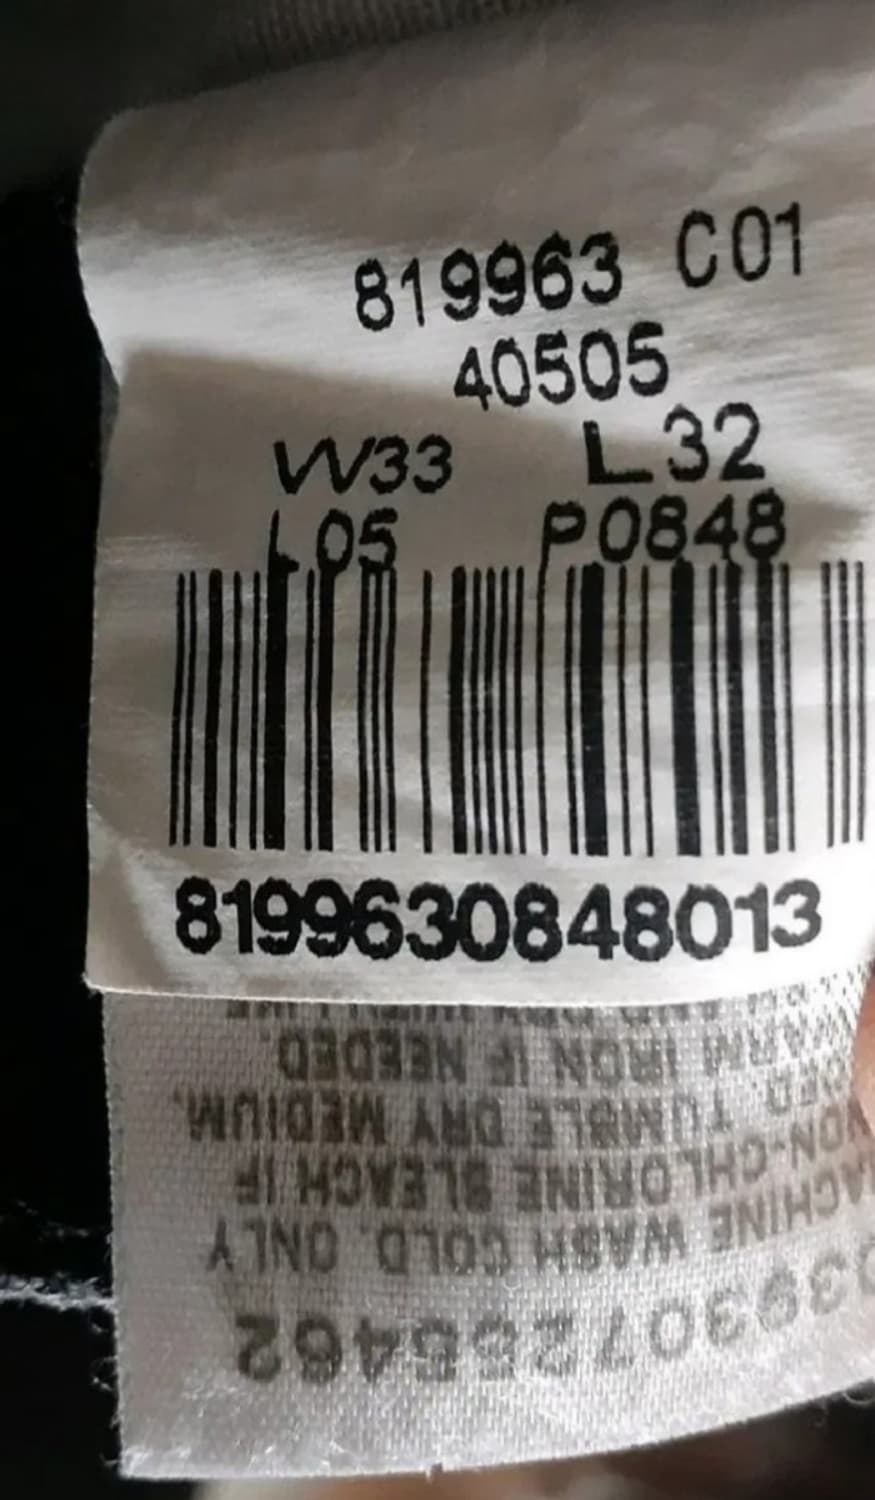 819963 C01
40505
W33 L32
L05 P0848
8199630848013
WARM IRON IF NEEDED.
TUMBLE DRY MEDIUM.
NON-CHLORINE BLEACH IF
MACHINE WASH COLD. ONLY